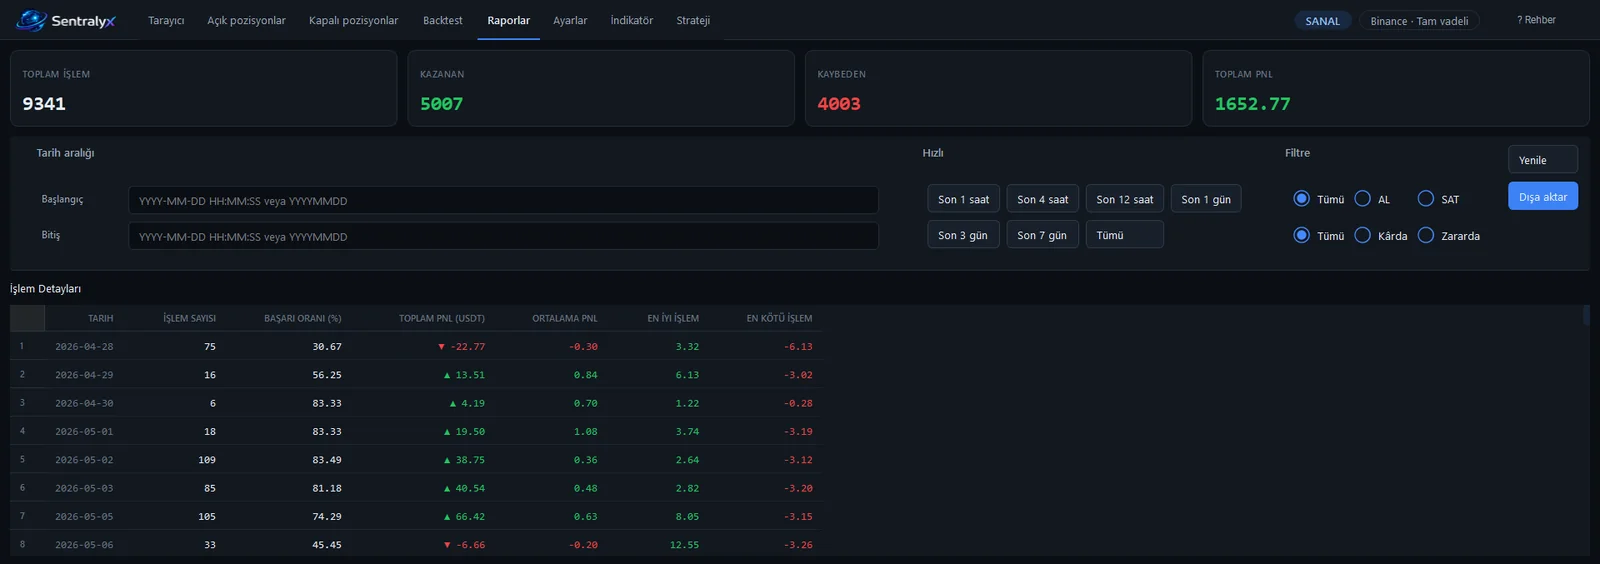 Sentralyx Tarayıcı Açık pozisyonlar Kapalı pozisyonlar Backtest Raporlar Ayarlar İndikatör Strateji SANAL Binance · Tam vadeli ? Rehber
TOPLAM İŞLEM KAZANAN KAYBEDEN TOPLAM PNL
9341 5007 4003 1652.77
Tarih aralığı Hızlı Filtre Yenile
Başlangıç YYYY-MM-DD HH:MM:SS veya YYYYMMDD Son 1 saat Son 4 saat Son 12 saat Son 1 gün Tümü AL SAT Dışa aktar
Bitiş YYYY-MM-DD HH:MM:SS veya YYYYMMDD Son 3 gün Son 7 gün Tümü Tümü Kârda Zararda
İşlem Detayları
TARIH İŞLEM SAYISI BAŞARI ORANI (%) TOPLAM PNL (USDT) ORTALAMA PNL EN İYI İŞLEM EN KÖTÜ İŞLEM
1 2026-04-28 75 30.67 ▼ -22.77 -0.30 3.32 -6.13
2 2026-04-29 16 56.25 ▲ 13.51 0.84 6.13 -3.02
3 2026-04-30 6 83.33 ▲ 4.19 0.70 1.22 -0.28
4 2026-05-01 18 83.33 ▲ 19.50 1.08 3.74 -3.19
5 2026-05-02 109 83.49 ▲ 38.75 0.36 2.64 -3.12
6 2026-05-03 85 81.18 ▲ 40.54 0.48 2.82 -3.20
7 2026-05-05 105 74.29 ▲ 66.42 0.63 8.05 -3.15
8 2026-05-06 33 45.45 ▼ -6.66 -0.20 12.55 -3.26